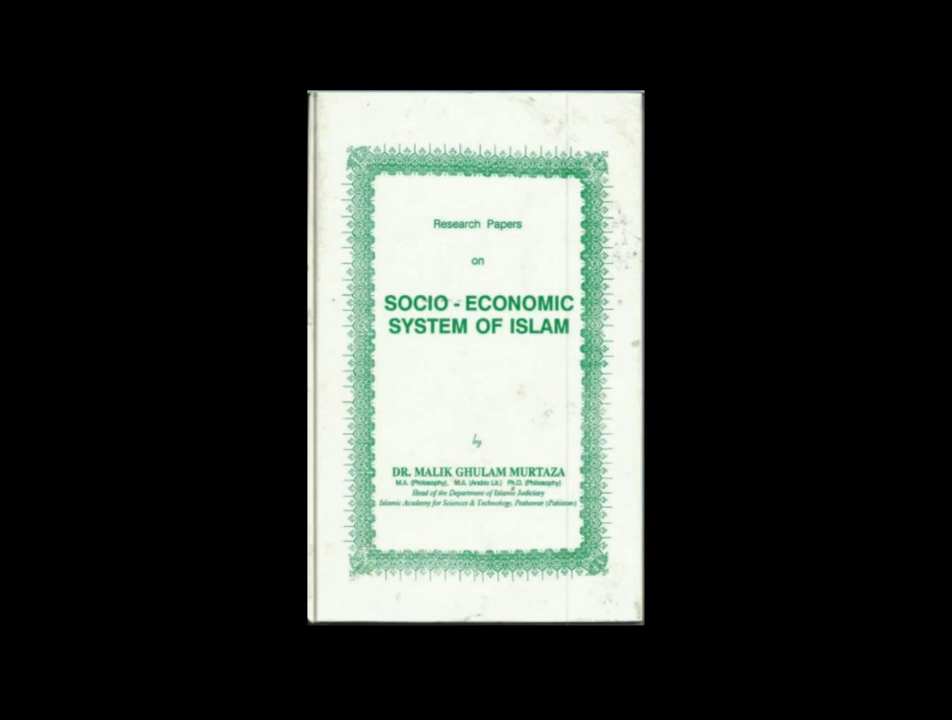 Research Papers
on
SOCIO - ECONOMIC
SYSTEM OF ISLAM
by
DR. MALIK GHULAM MURTAZA
M.A. (Philosophy), M.A. (Arabic Lit.) Ph.D. (Philosophy)
Head of the Department of Islamic Judiciary
Islamic Academy for Sciences & Technology, Peshawar (Pakistan)